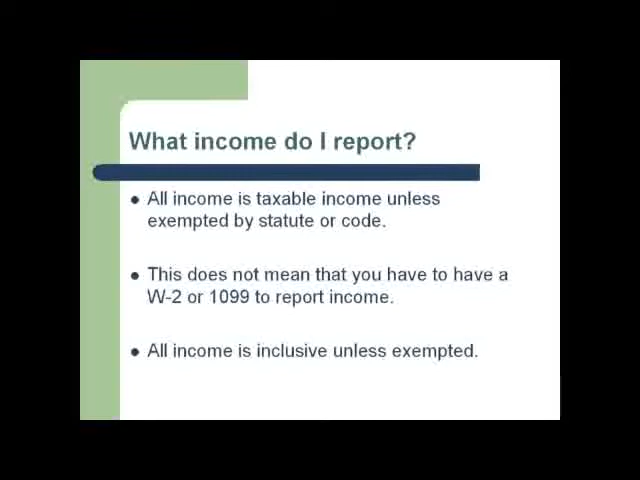 What income do I report?
● All income is taxable income unless
exempted by statute or code.
● This does not mean that you have to have a
W-2 or 1099 to report income.
● All income is inclusive unless exempted.